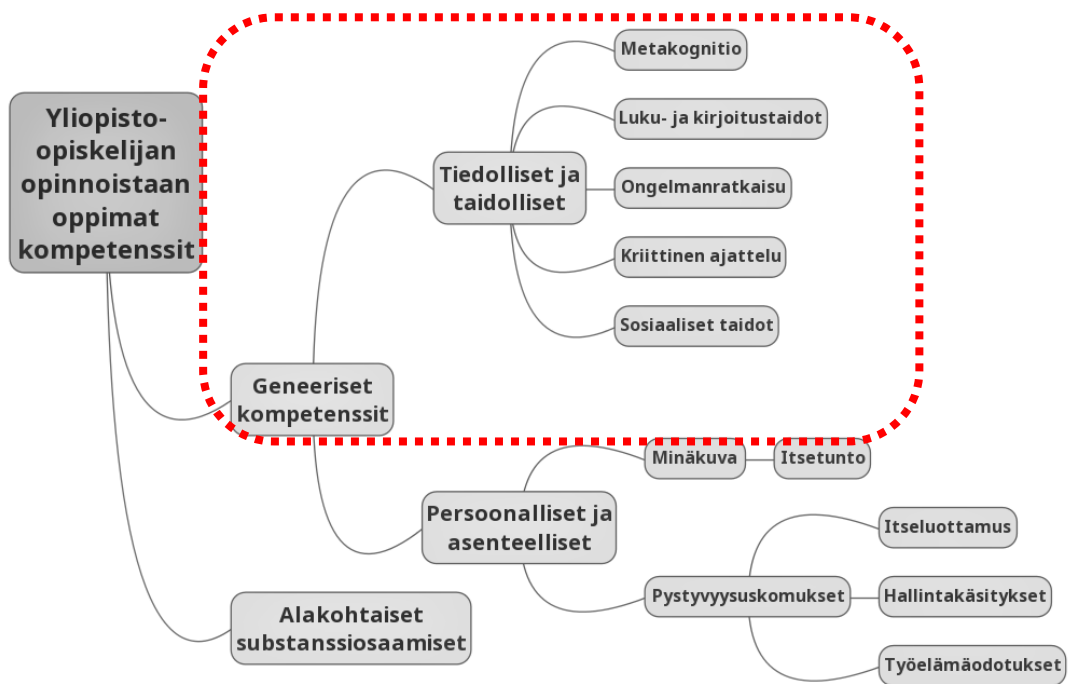 Yliopisto-
opiskelijan
opinnoistaan
oppimat
kompetenssit
Geneeriset
kompetenssit
Tiedolliset ja
taidolliset
Metakognitio
Luku- ja kirjoitustaidot
Ongelmanratkaisu
Kriittinen ajattelu
Sosiaaliset taidot
Persoonalliset ja
asenteelliset
Minäkuva
Itsetunto
Pystyvyysuskomukset
Itseluottamus
Hallintakäsitykset
Työelämäodotukset
Alakohtaiset
substanssiosaamiset